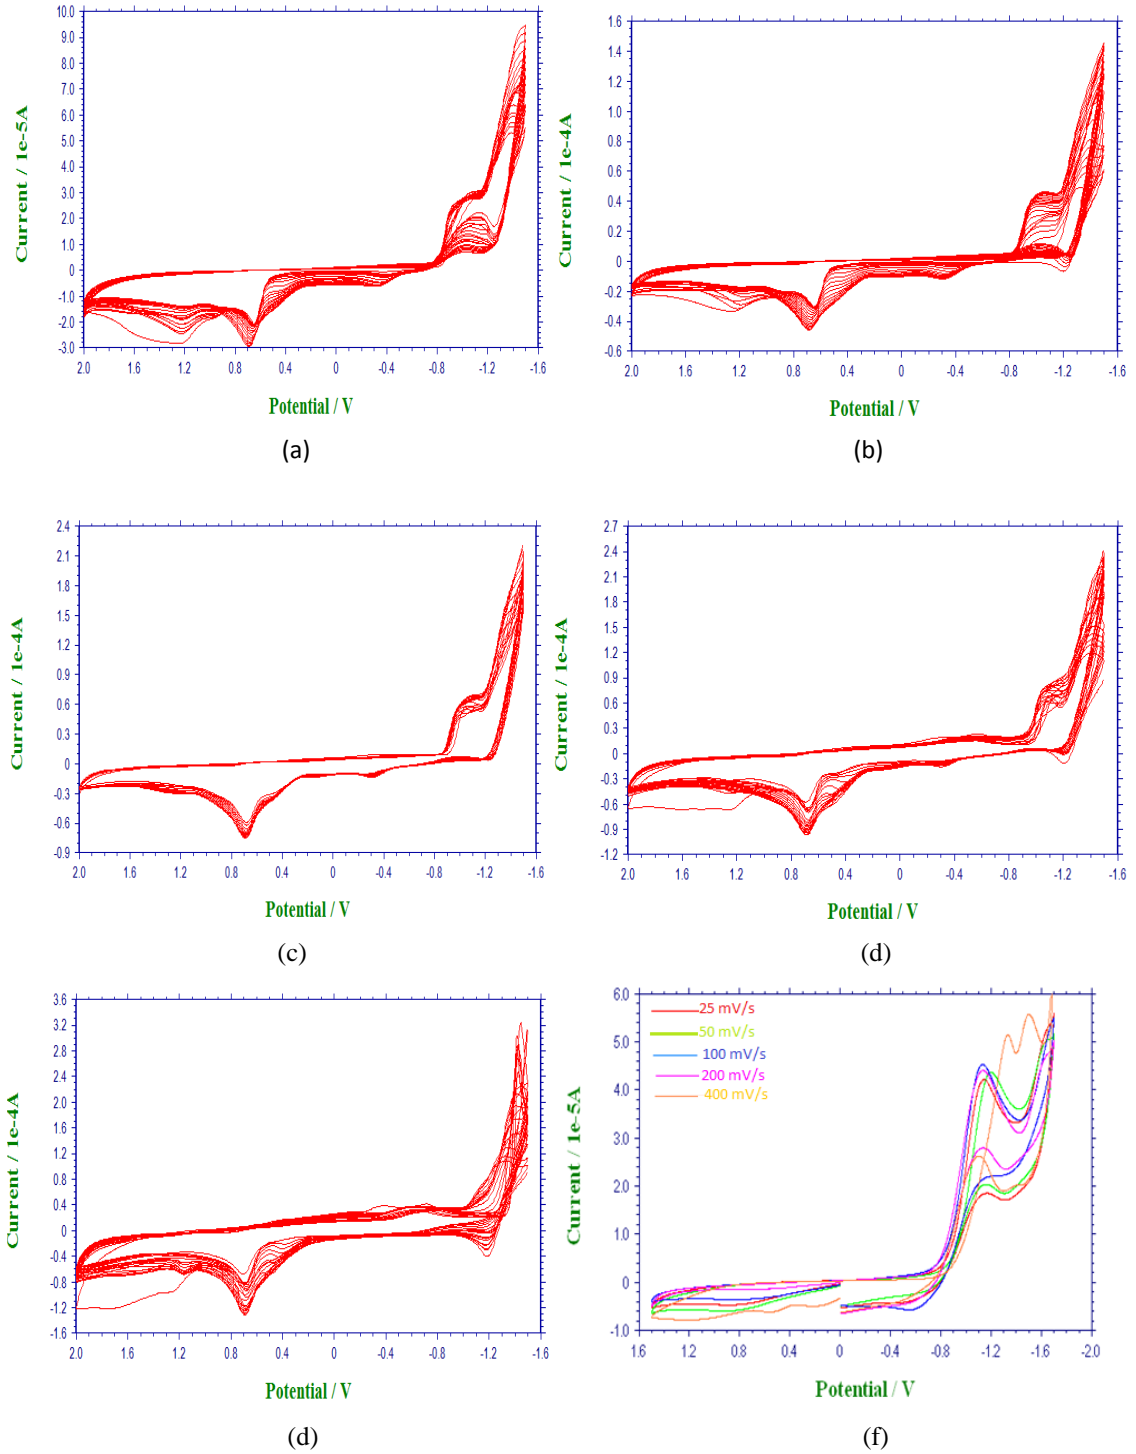 10.0
9.0
8.0
7.0
6.0
5.0
4.0
3.0
2.0
1.0
0
-1.0
-2.0
-3.0
Current / 1e-5A
2.0 1.6 1.2 0.8 0.4 0 -0.4 -0.8 -1.2 -1.6
Potential / V
(a)
1.6
1.4
1.2
1.0
0.8
0.6
0.4
0.2
0
-0.2
-0.4
-0.6
Current / 1e-4A
2.0 1.6 1.2 0.8 0.4 0 -0.4 -0.8 -1.2 -1.6
Potential / V
(b)
2.4
2.1
1.8
1.5
1.2
0.9
0.6
0.3
0
-0.3
-0.6
-0.9
Current / 1e-4A
2.0 1.6 1.2 0.8 0.4 0 -0.4 -0.8 -1.2 -1.6
Potential / V
(c)
2.7
2.4
2.1
1.8
1.5
1.2
0.9
0.6
0.3
0
-0.3
-0.6
-0.9
-1.2
Current / 1e-4A
2.0 1.6 1.2 0.8 0.4 0 -0.4 -0.8 -1.2 -1.6
Potential / V
(d)
3.6
3.2
2.8
2.4
2.0
1.6
1.2
0.8
0.4
0
-0.4
-0.8
-1.2
-1.6
Current / 1e-4A
2.0 1.6 1.2 0.8 0.4 0 -0.4 -0.8 -1.2 -1.6
Potential / V
(d)
6.0
5.0
4.0
3.0
2.0
1.0
0
-1.0
Current / 1e-5A
25 mV/s
50 mV/s
100 mV/s
200 mV/s
400 mV/s
1.6 1.2 0.8 0.4 0 -0.4 -0.8 -1.2 -1.6 -2.0
Potential / V
(f)